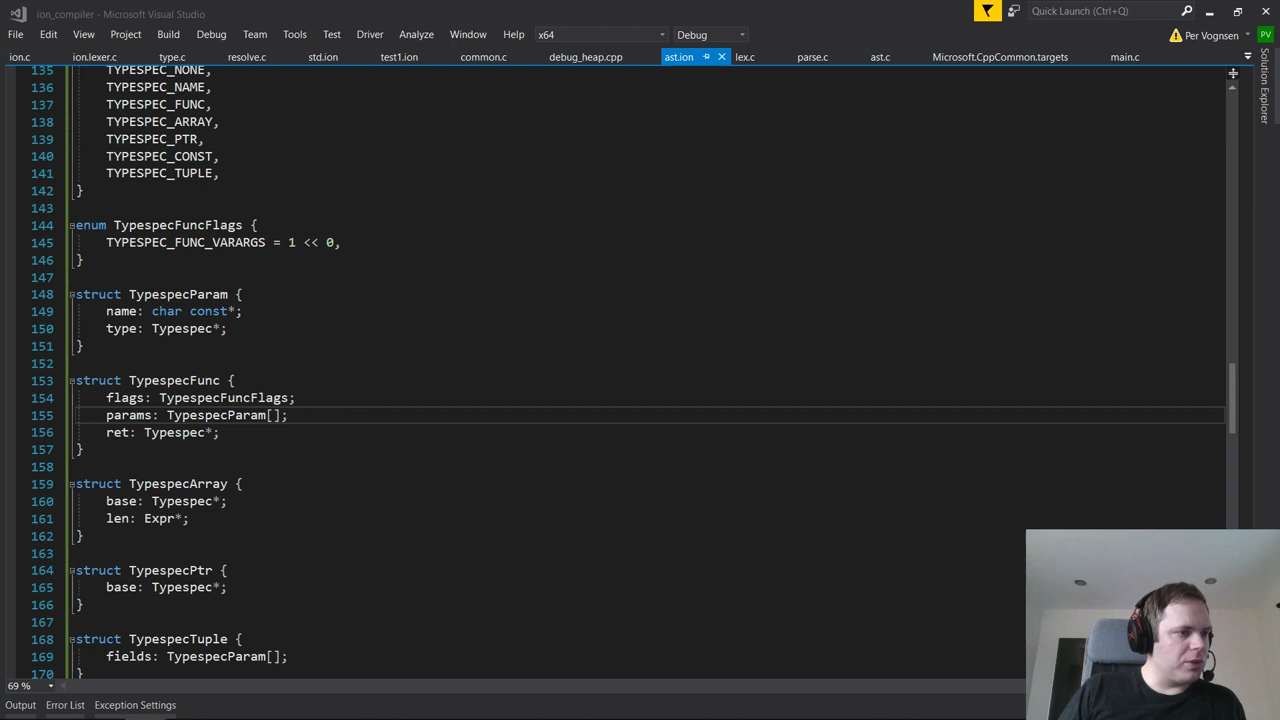 ion_compiler - Microsoft Visual Studio
Quick Launch (Ctrl+Q)
File Edit View Project Build Debug Team Tools Test Driver Analyze Window Help x64 Debug Per Vognsen PV
ion.c ion.lexer.c type.c resolve.c std.ion test1.ion common.c debug_heap.cpp ast.ion lex.c parse.c ast.c Microsoft.CppCommon.targets main.c
Solution Explorer
135 TYPESPEC_NONE,
136 TYPESPEC_NAME,
137 TYPESPEC_FUNC,
138 TYPESPEC_ARRAY,
139 TYPESPEC_PTR,
140 TYPESPEC_CONST,
141 TYPESPEC_TUPLE,
142 }
143
144 enum TypespecFuncFlags {
145 TYPESPEC_FUNC_VARARGS = 1 << 0,
146 }
147
148 struct TypespecParam {
149 name: char const*;
150 type: Typespec*;
151 }
152
153 struct TypespecFunc {
154 flags: TypespecFuncFlags;
155 params: TypespecParam[];
156 ret: Typespec*;
157 }
158
159 struct TypespecArray {
160 base: Typespec*;
161 len: Expr*;
162 }
163
164 struct TypespecPtr {
165 base: Typespec*;
166 }
167
168 struct TypespecTuple {
169 fields: TypespecParam[];
170 }
69 %
Output Error List Exception Settings